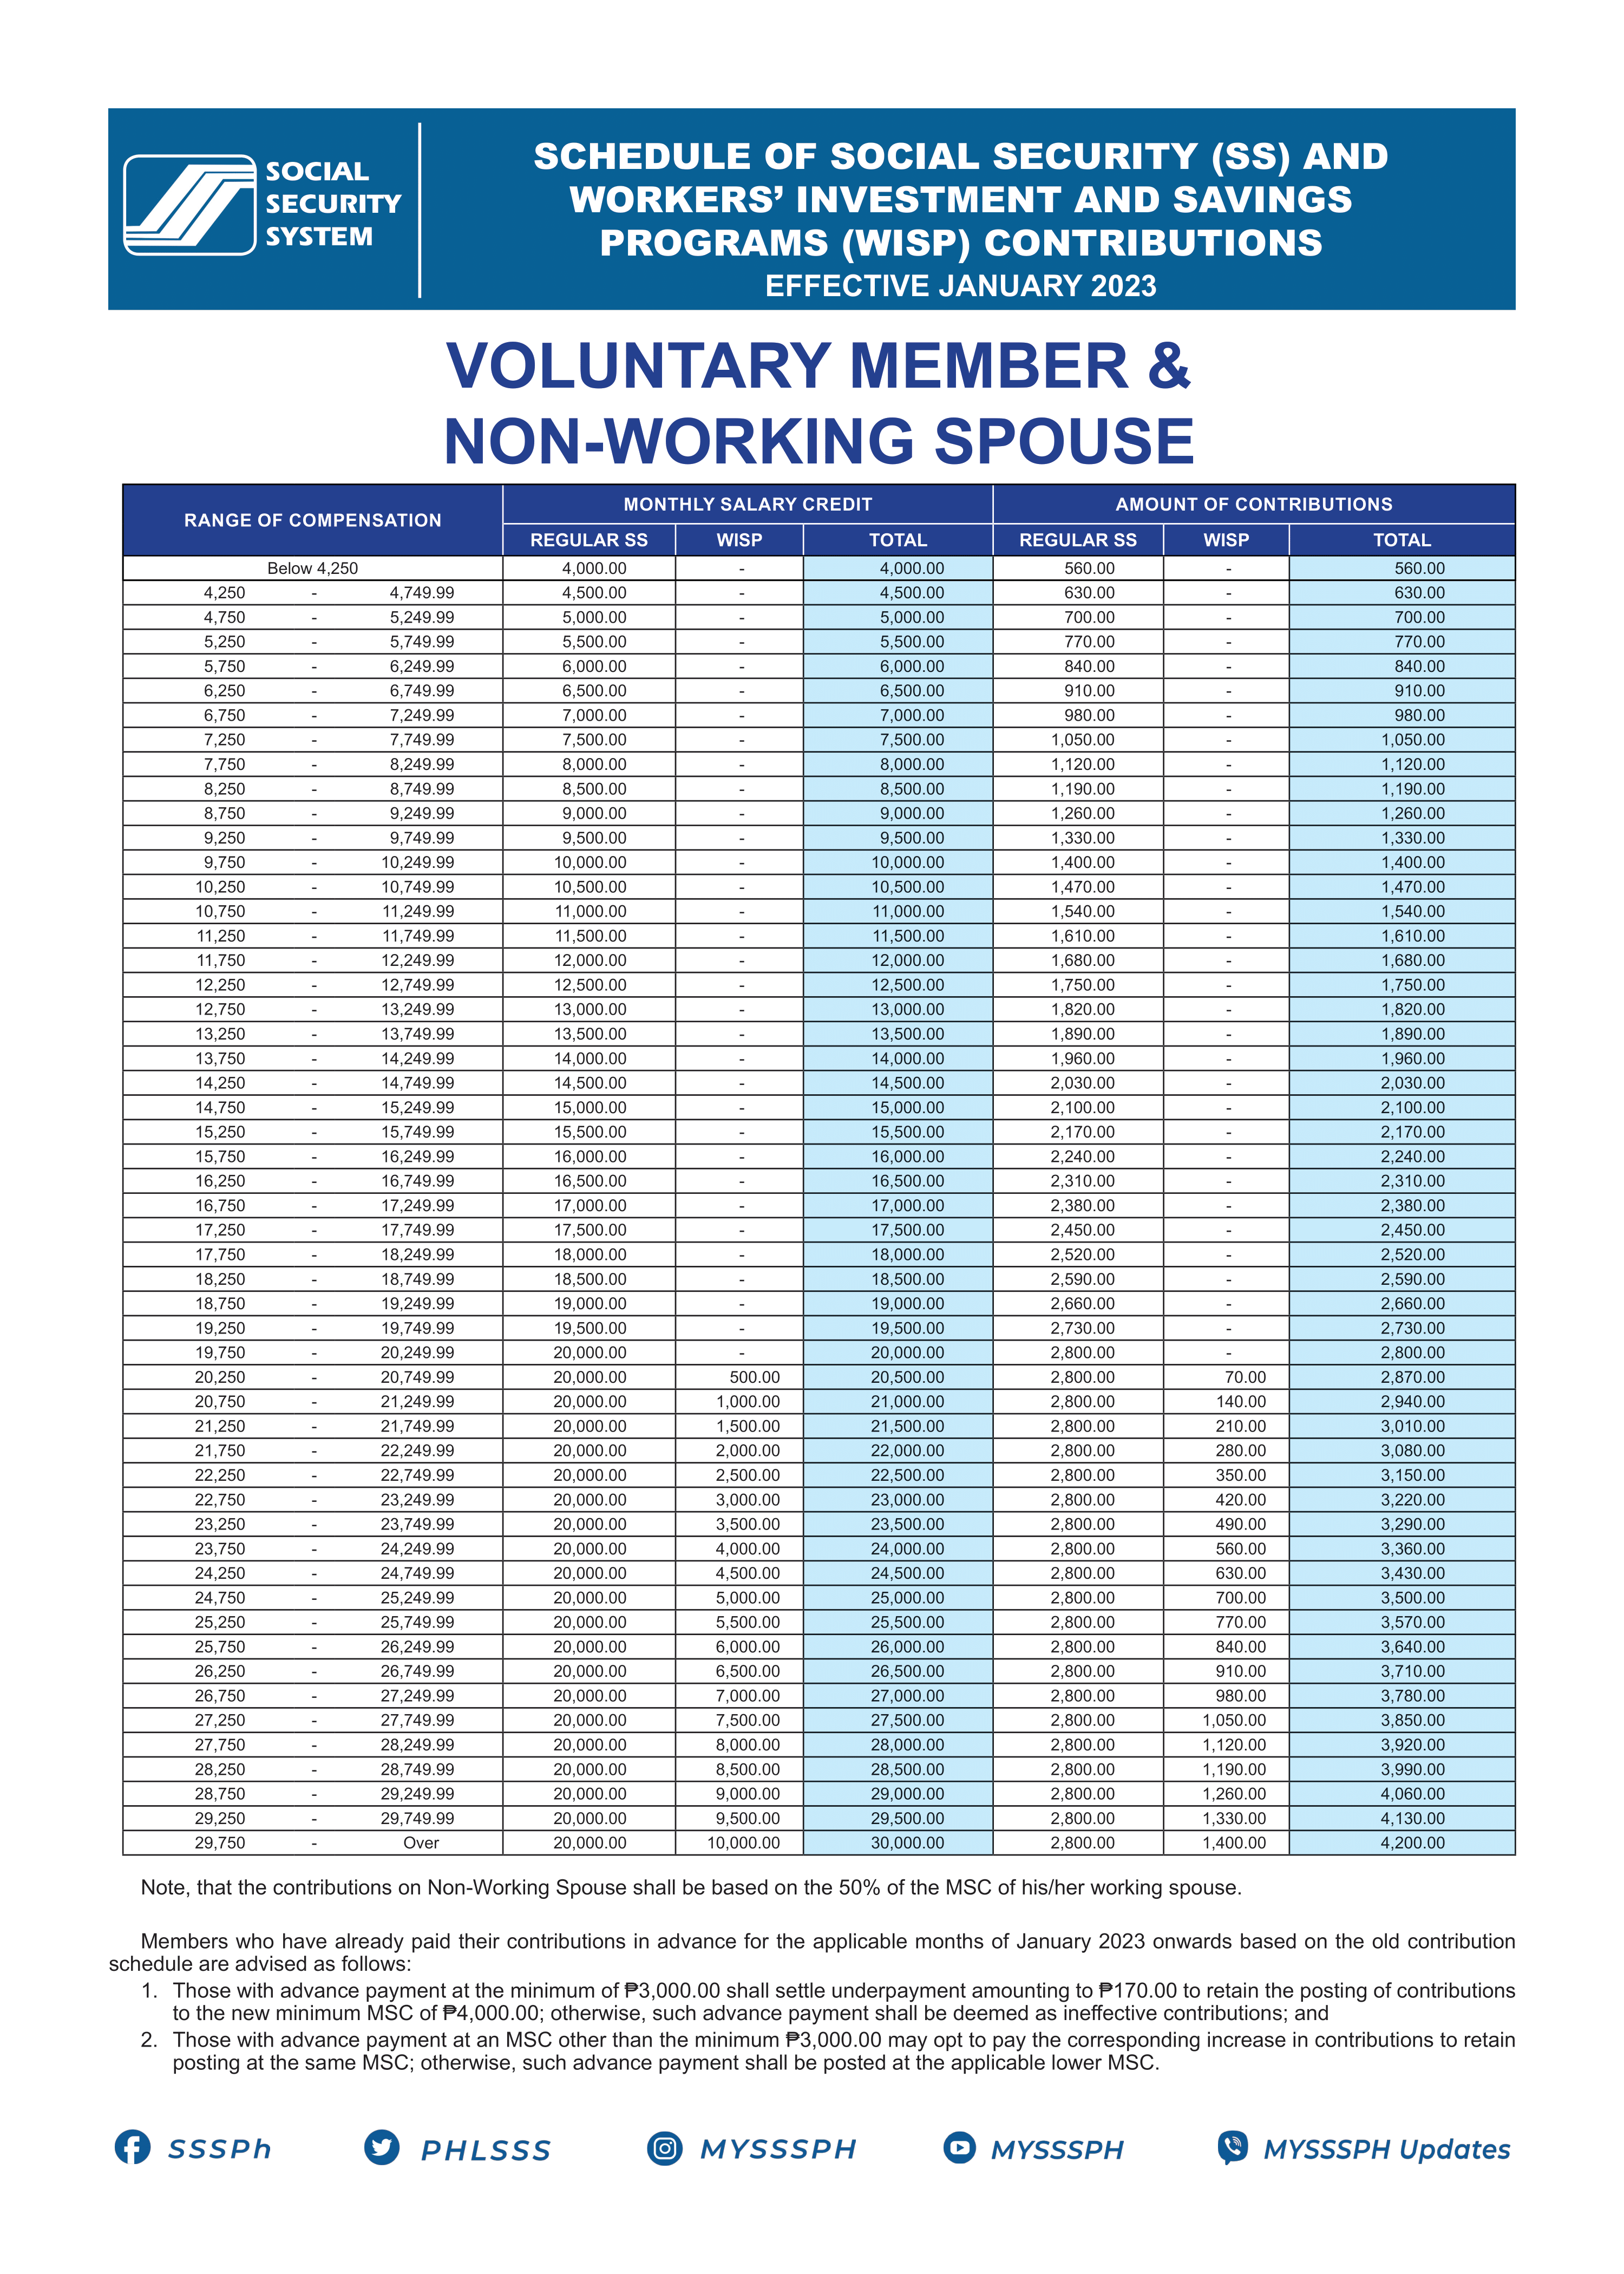 SOCIAL
SECURITY
SYSTEM
SCHEDULE OF SOCIAL SECURITY (SS) AND
WORKERS’ INVESTMENT AND SAVINGS
PROGRAMS (WISP) CONTRIBUTIONS
EFFECTIVE JANUARY 2023
VOLUNTARY MEMBER &
NON-WORKING SPOUSE
RANGE OF COMPENSATION MONTHLY SALARY CREDIT AMOUNT OF CONTRIBUTIONS
REGULAR SS WISP TOTAL REGULAR SS WISP TOTAL
Below 4,250 4,000.00 - 4,000.00 560.00 - 560.00
4,250 - 4,749.99 4,500.00 - 4,500.00 630.00 - 630.00
4,750 - 5,249.99 5,000.00 - 5,000.00 700.00 - 700.00
5,250 - 5,749.99 5,500.00 - 5,500.00 770.00 - 770.00
5,750 - 6,249.99 6,000.00 - 6,000.00 840.00 - 840.00
6,250 - 6,749.99 6,500.00 - 6,500.00 910.00 - 910.00
6,750 - 7,249.99 7,000.00 - 7,000.00 980.00 - 980.00
7,250 - 7,749.99 7,500.00 - 7,500.00 1,050.00 - 1,050.00
7,750 - 8,249.99 8,000.00 - 8,000.00 1,120.00 - 1,120.00
8,250 - 8,749.99 8,500.00 - 8,500.00 1,190.00 - 1,190.00
8,750 - 9,249.99 9,000.00 - 9,000.00 1,260.00 - 1,260.00
9,250 - 9,749.99 9,500.00 - 9,500.00 1,330.00 - 1,330.00
9,750 - 10,249.99 10,000.00 - 10,000.00 1,400.00 - 1,400.00
10,250 - 10,749.99 10,500.00 - 10,500.00 1,470.00 - 1,470.00
10,750 - 11,249.99 11,000.00 - 11,000.00 1,540.00 - 1,540.00
11,250 - 11,749.99 11,500.00 - 11,500.00 1,610.00 - 1,610.00
11,750 - 12,249.99 12,000.00 - 12,000.00 1,680.00 - 1,680.00
12,250 - 12,749.99 12,500.00 - 12,500.00 1,750.00 - 1,750.00
12,750 - 13,249.99 13,000.00 - 13,000.00 1,820.00 - 1,820.00
13,250 - 13,749.99 13,500.00 - 13,500.00 1,890.00 - 1,890.00
13,750 - 14,249.99 14,000.00 - 14,000.00 1,960.00 - 1,960.00
14,250 - 14,749.99 14,500.00 - 14,500.00 2,030.00 - 2,030.00
14,750 - 15,249.99 15,000.00 - 15,000.00 2,100.00 - 2,100.00
15,250 - 15,749.99 15,500.00 - 15,500.00 2,170.00 - 2,170.00
15,750 - 16,249.99 16,000.00 - 16,000.00 2,240.00 - 2,240.00
16,250 - 16,749.99 16,500.00 - 16,500.00 2,310.00 - 2,310.00
16,750 - 17,249.99 17,000.00 - 17,000.00 2,380.00 - 2,380.00
17,250 - 17,749.99 17,500.00 - 17,500.00 2,450.00 - 2,450.00
17,750 - 18,249.99 18,000.00 - 18,000.00 2,520.00 - 2,520.00
18,250 - 18,749.99 18,500.00 - 18,500.00 2,590.00 - 2,590.00
18,750 - 19,249.99 19,000.00 - 19,000.00 2,660.00 - 2,660.00
19,250 - 19,749.99 19,500.00 - 19,500.00 2,730.00 - 2,730.00
19,750 - 20,249.99 20,000.00 - 20,000.00 2,800.00 - 2,800.00
20,250 - 20,749.99 20,000.00 500.00 20,500.00 2,800.00 70.00 2,870.00
20,750 - 21,249.99 20,000.00 1,000.00 21,000.00 2,800.00 140.00 2,940.00
21,250 - 21,749.99 20,000.00 1,500.00 21,500.00 2,800.00 210.00 3,010.00
21,750 - 22,249.99 20,000.00 2,000.00 22,000.00 2,800.00 280.00 3,080.00
22,250 - 22,749.99 20,000.00 2,500.00 22,500.00 2,800.00 350.00 3,150.00
22,750 - 23,249.99 20,000.00 3,000.00 23,000.00 2,800.00 420.00 3,220.00
23,250 - 23,749.99 20,000.00 3,500.00 23,500.00 2,800.00 490.00 3,290.00
23,750 - 24,249.99 20,000.00 4,000.00 24,000.00 2,800.00 560.00 3,360.00
24,250 - 24,749.99 20,000.00 4,500.00 24,500.00 2,800.00 630.00 3,430.00
24,750 - 25,249.99 20,000.00 5,000.00 25,000.00 2,800.00 700.00 3,500.00
25,250 - 25,749.99 20,000.00 5,500.00 25,500.00 2,800.00 770.00 3,570.00
25,750 - 26,249.99 20,000.00 6,000.00 26,000.00 2,800.00 840.00 3,640.00
26,250 - 26,749.99 20,000.00 6,500.00 26,500.00 2,800.00 910.00 3,710.00
26,750 - 27,249.99 20,000.00 7,000.00 27,000.00 2,800.00 980.00 3,780.00
27,250 - 27,749.99 20,000.00 7,500.00 27,500.00 2,800.00 1,050.00 3,850.00
27,750 - 28,249.99 20,000.00 8,000.00 28,000.00 2,800.00 1,120.00 3,920.00
28,250 - 28,749.99 20,000.00 8,500.00 28,500.00 2,800.00 1,190.00 3,990.00
28,750 - 29,249.99 20,000.00 9,000.00 29,000.00 2,800.00 1,260.00 4,060.00
29,250 - 29,749.99 20,000.00 9,500.00 29,500.00 2,800.00 1,330.00 4,130.00
29,750 - Over 20,000.00 10,000.00 30,000.00 2,800.00 1,400.00 4,200.00
Note, that the contributions on Non-Working Spouse shall be based on the 50% of the MSC of his/her working spouse.
Members who have already paid their contributions in advance for the applicable months of January 2023 onwards based on the old contribution
schedule are advised as follows:
1. Those with advance payment at the minimum of ₱3,000.00 shall settle underpayment amounting to ₱170.00 to retain the posting of contributions
to the new minimum MSC of ₱4,000.00; otherwise, such advance payment shall be deemed as ineffective contributions; and
2. Those with advance payment at an MSC other than the minimum ₱3,000.00 may opt to pay the corresponding increase in contributions to retain
posting at the same MSC; otherwise, such advance payment shall be posted at the applicable lower MSC.
SSSPh PHLSSS MYSSSPH MYSSSPH MYSSSPH Updates